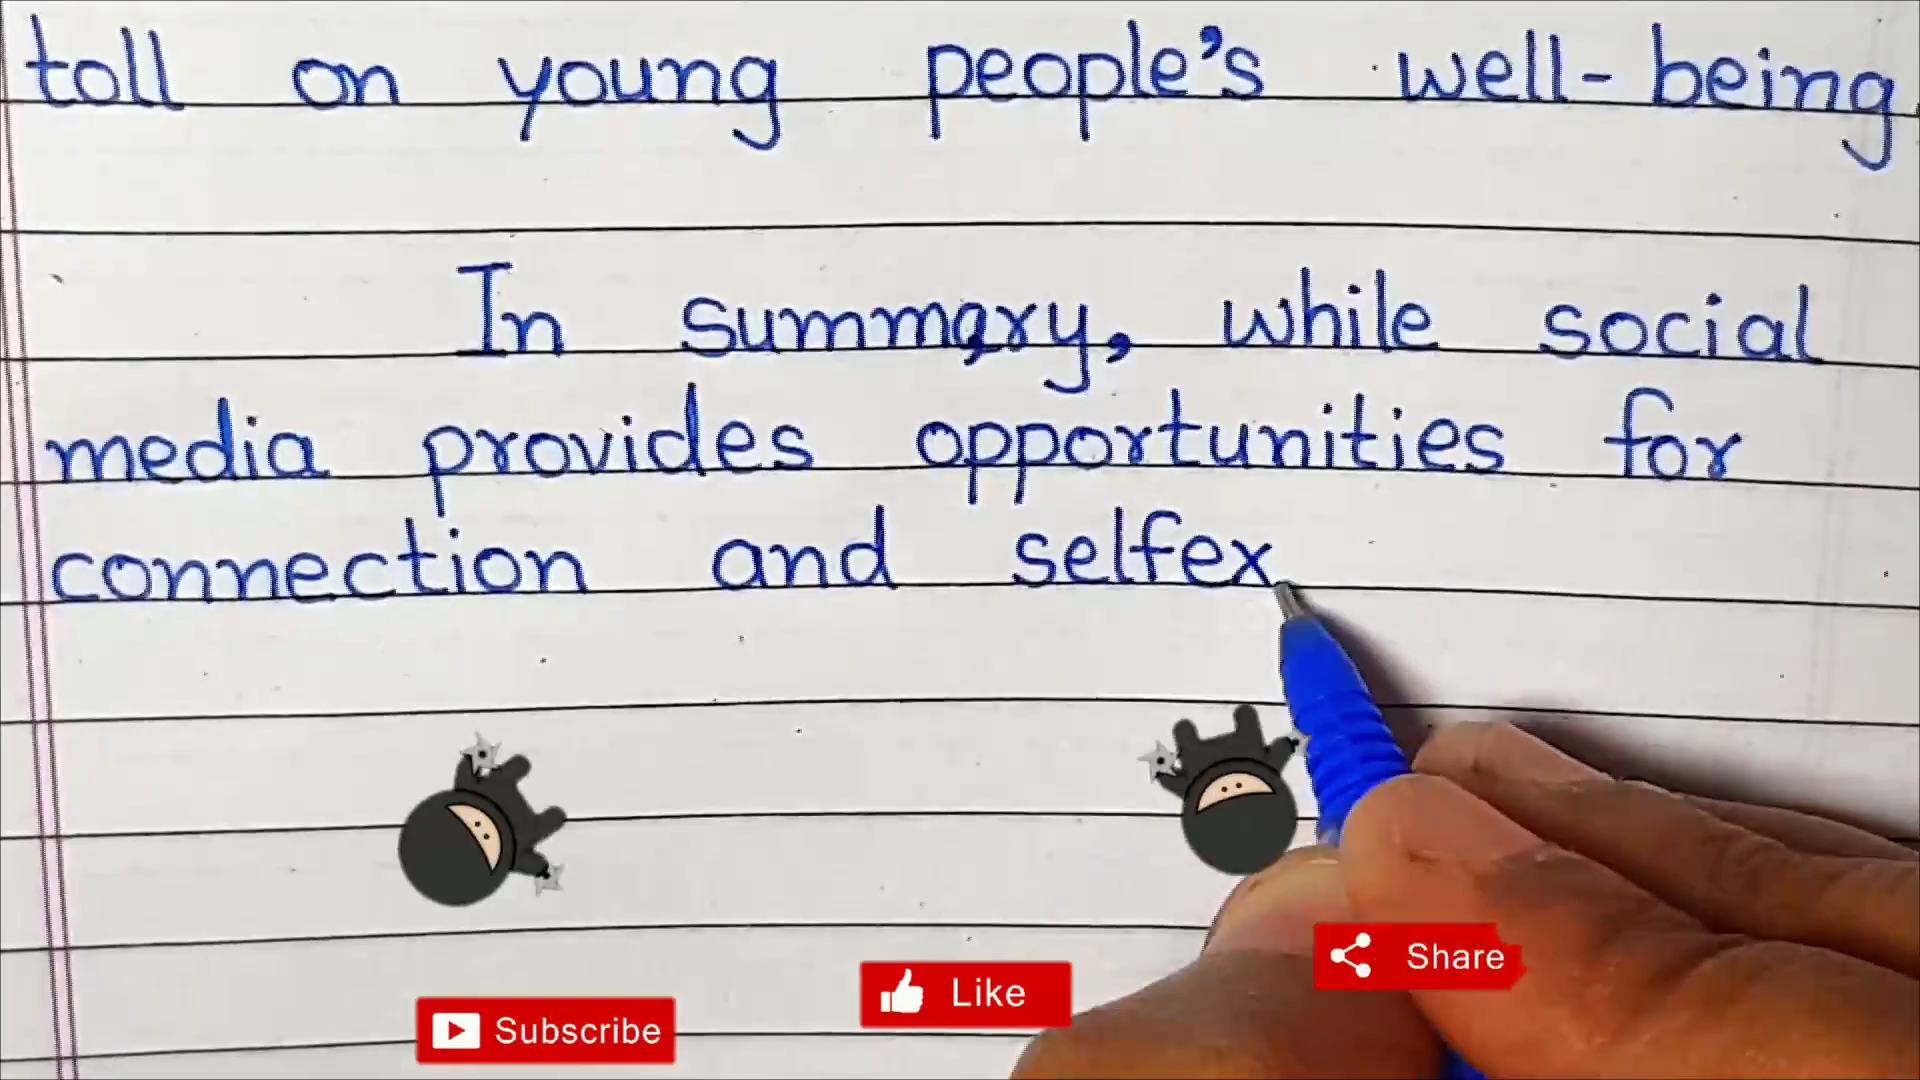 toll on young people's well-being.
In summary, while social
media provides opportunities for
connection and selfex
Share
Like
Subscribe